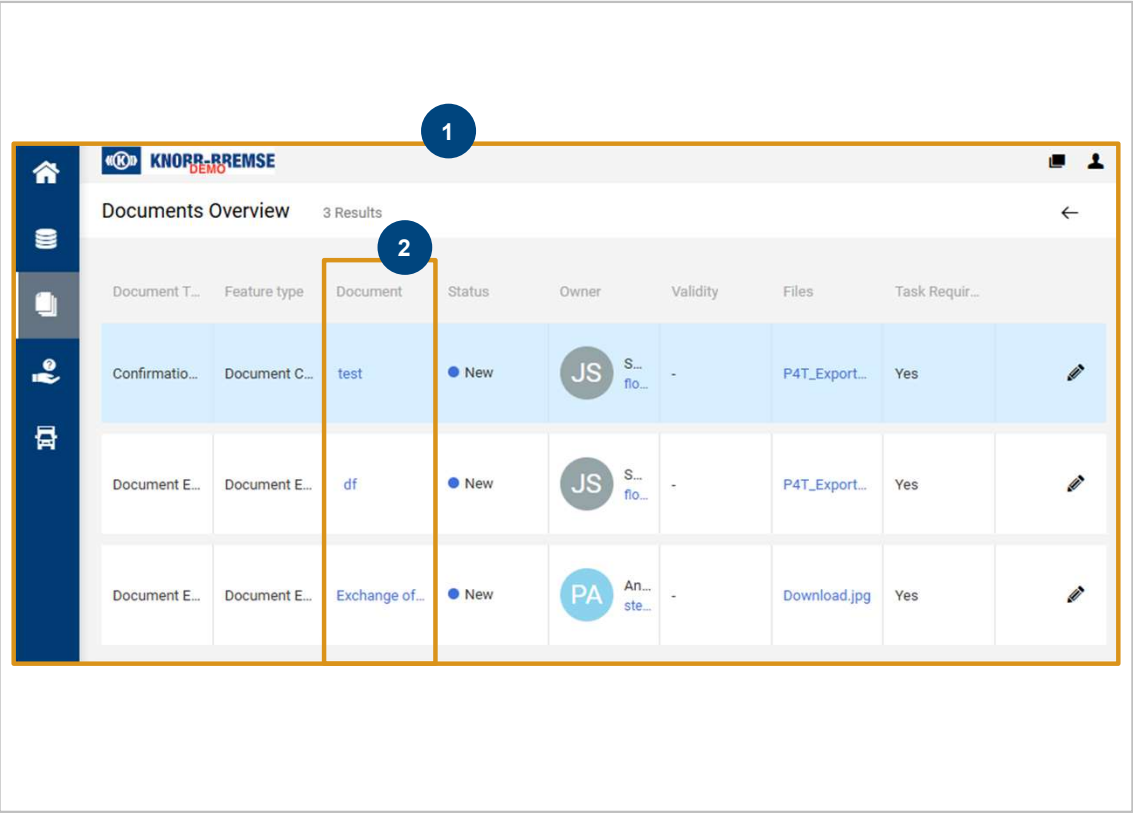 1
KNORR-BREMSE
DEMO
Documents Overview 3 Results
2
Document T... Feature type Document Status Owner Validity Files Task Requir...
Confirmatio... Document C... test New JS S... flo... - P4T_Export... Yes
Document E... Document E... df New JS S... flo... - P4T_Export... Yes
Document E... Document E... Exchange of... New PA An... ste... - Download.jpg Yes